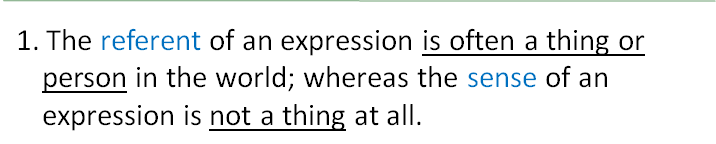 1. The referent of an expression is often a thing or
person in the world; whereas the sense of an
expression is not a thing at all.